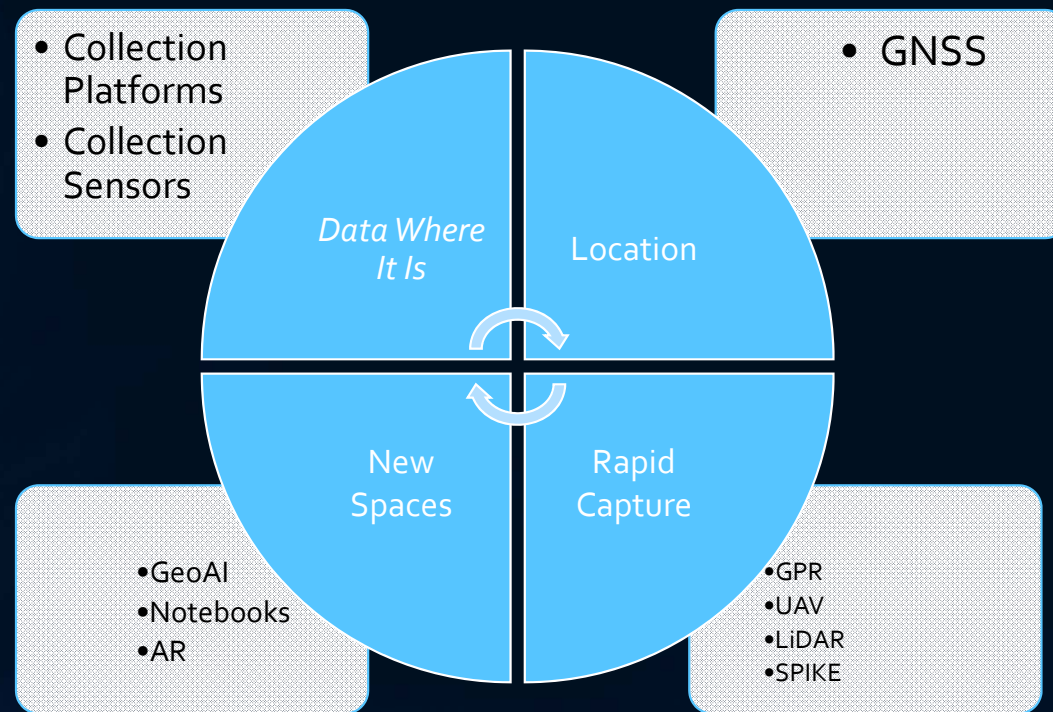 • Collection
Platforms
• Collection
Sensors
• GNSS
Data Where
It Is
Location
New
Spaces
Rapid
Capture
•GeoAI
•Notebooks
•AR
•GPR
•UAV
•LiDAR
•SPIKE